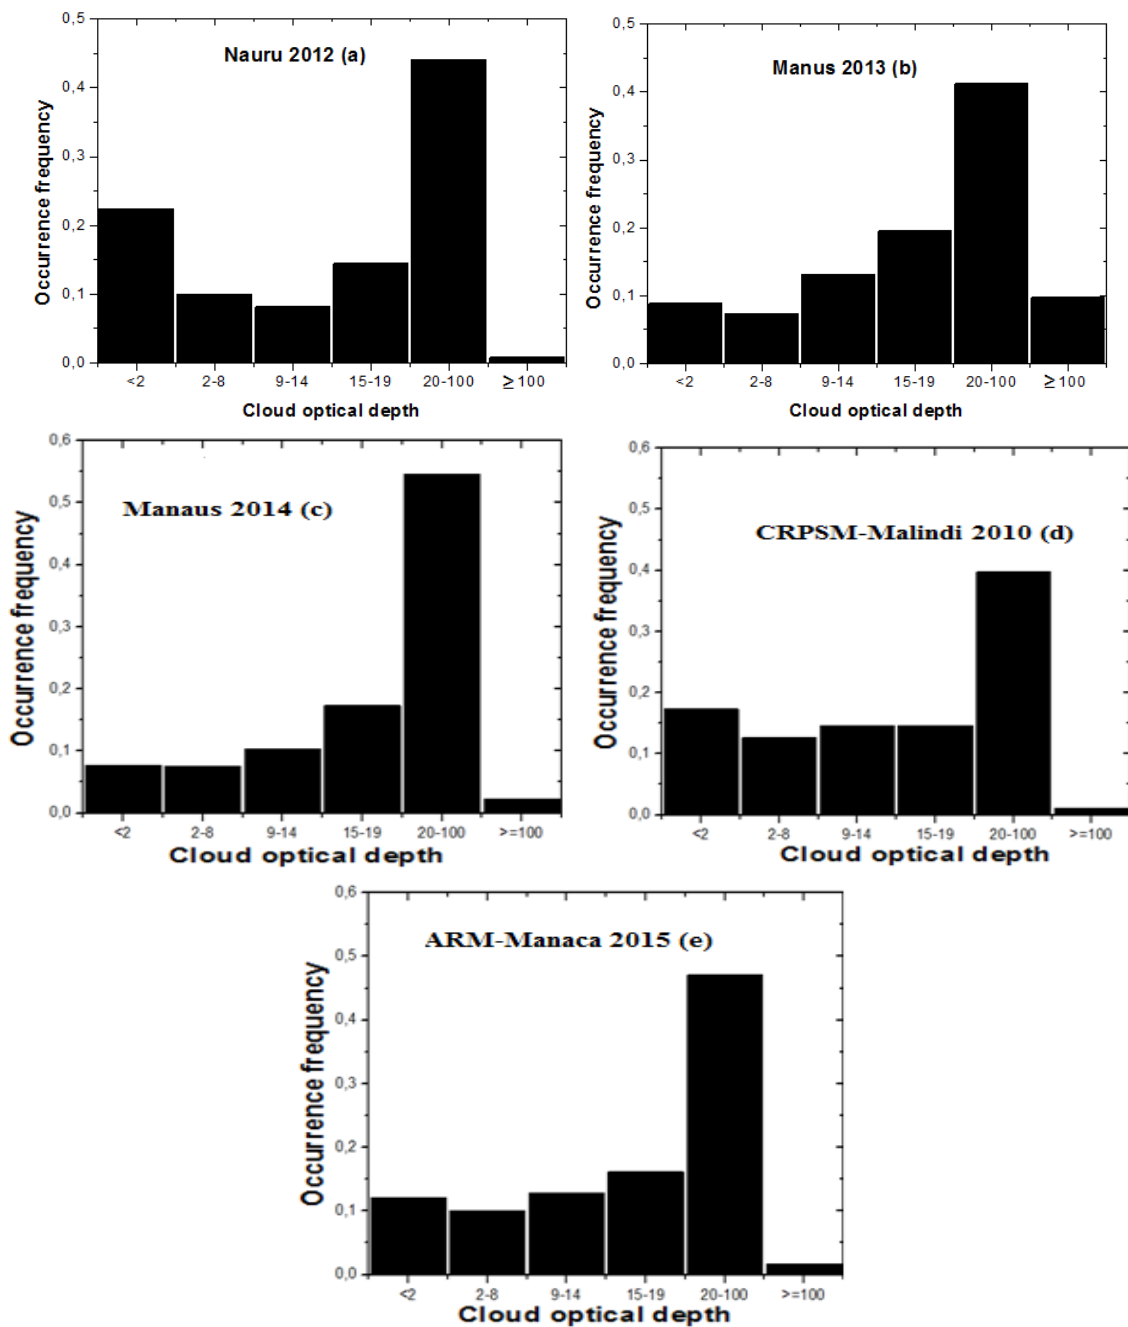 Nauru 2012 (a)
Occurrence frequency
0,5
0,4
0,3
0,2
0,1
0,0
<2 2-8 9-14 15-19 20-100 ≥ 100
Cloud optical depth
Manus 2013 (b)
Occurrence frequency
0,5
0,4
0,3
0,2
0,1
0,0
<2 2-8 9-14 15-19 20-100 ≥ 100
Cloud optical depth
Manaus 2014 (c)
Occurrence frequency
0,6
0,5
0,4
0,3
0,2
0,1
0,0
<2 2-8 9-14 15-19 20-100 >=100
Cloud optical depth
CRPSM-Malindi 2010 (d)
Occurrence frequency
0,6
0,5
0,4
0,3
0,2
0,1
0,0
<2 2-8 9-14 15-19 20-100 >=100
Cloud optical depth
ARM-Manaca 2015 (e)
Occurrence frequency
0,6
0,5
0,4
0,3
0,2
0,1
0,0
<2 2-8 9-14 15-19 20-100 >=100
Cloud optical depth